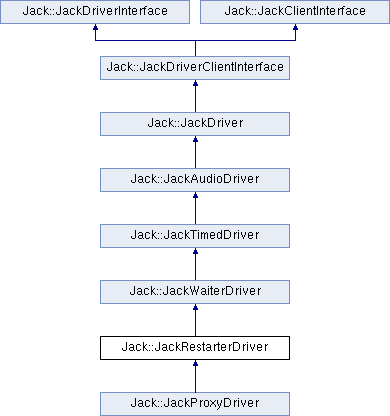 Jack::JackDriverInterface Jack::JackClientInterface
Jack::JackDriverClientInterface
Jack::JackDriver
Jack::JackAudioDriver
Jack::JackTimedDriver
Jack::JackWaiterDriver
Jack::JackRestarterDriver
Jack::JackProxyDriver